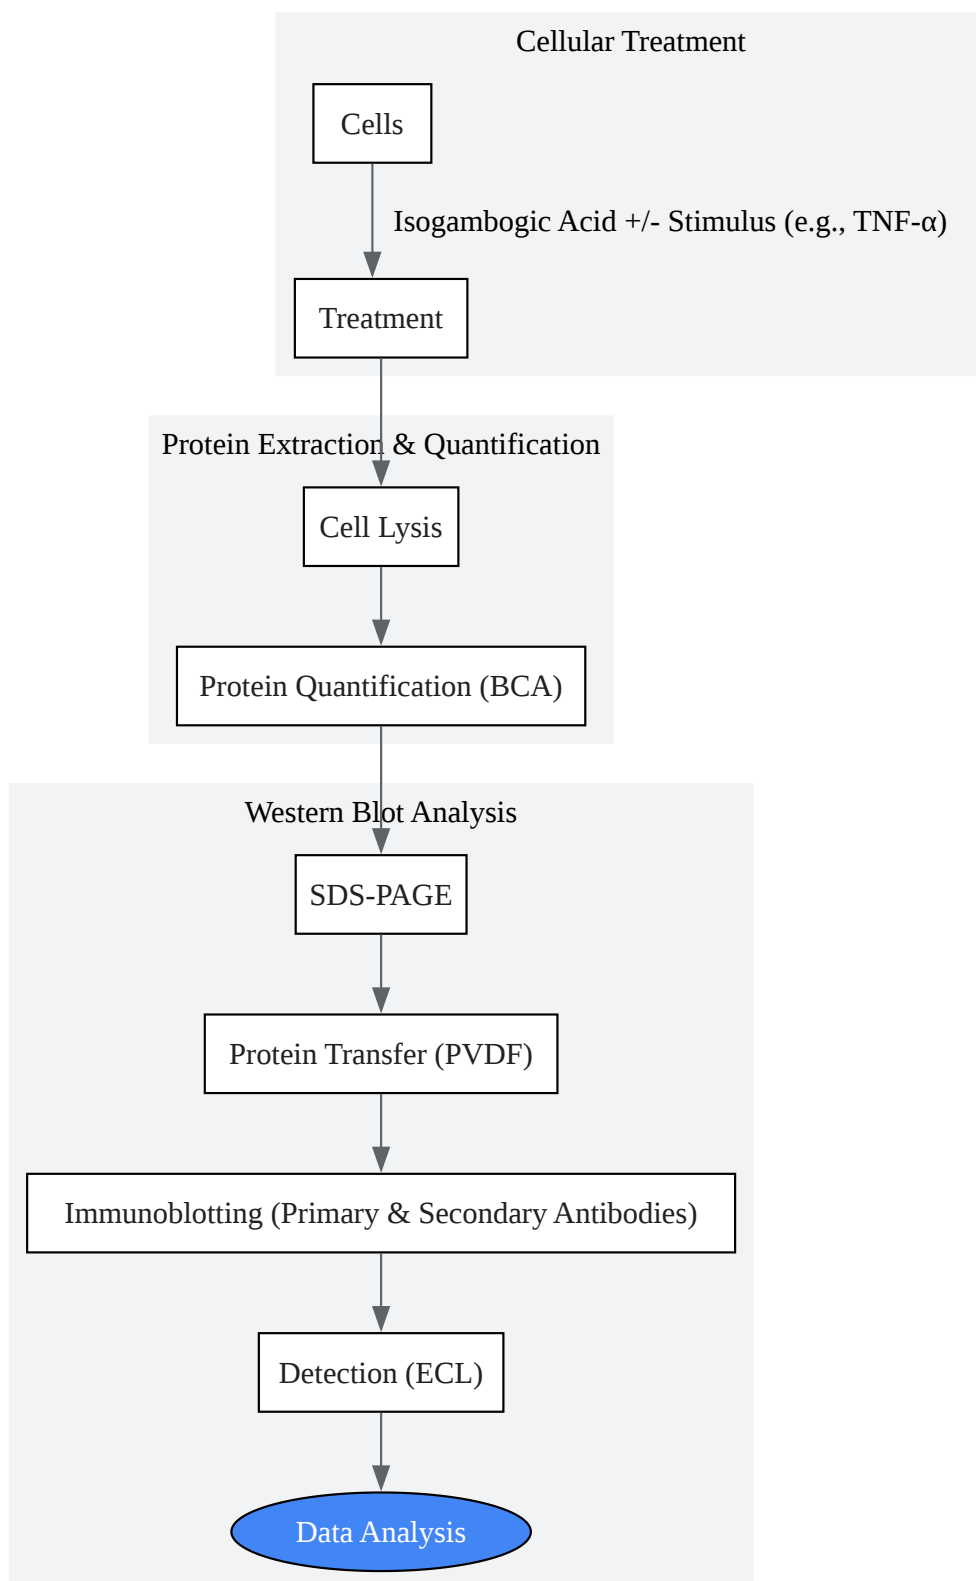 Cellular Treatment
Cells
Isogambogic Acid +/- Stimulus (e.g., TNF-α)
Treatment
Protein Extraction & Quantification
Cell Lysis
Protein Quantification (BCA)
Western Blot Analysis
SDS-PAGE
Protein Transfer (PVDF)
Immunoblotting (Primary & Secondary Antibodies)
Detection (ECL)
Data Analysis